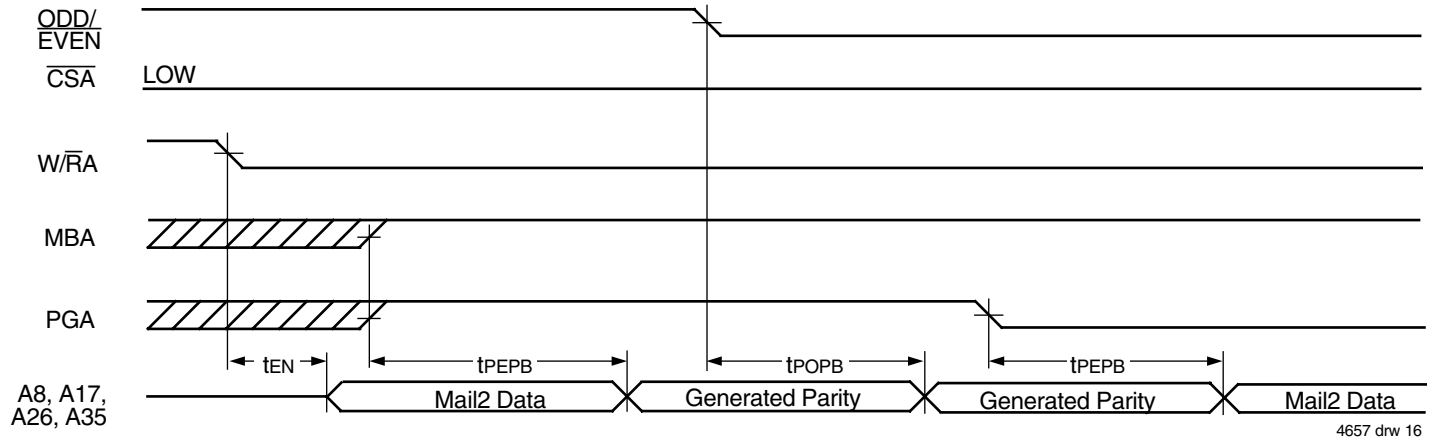 ODD/
EVEN
CSA
LOW
W/RA
MBA
PGA
tEN
tPEPB
tPOPB
tPEPB
A8, A17,
A26, A35
Mail2 Data
Generated Parity
Generated Parity
Mail2 Data
4657 drw 16